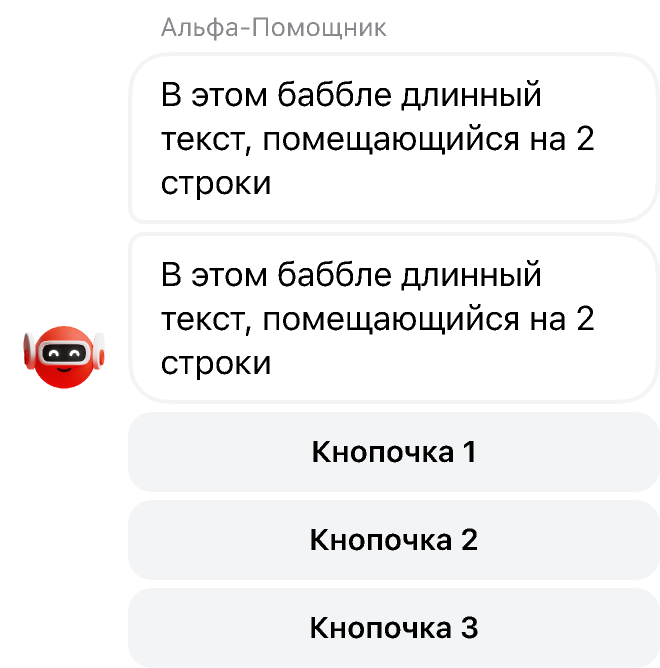 Альфа-Помощник
В этом баббле длинный
текст, помещающийся на 2
строки
В этом баббле длинный
текст, помещающийся на 2
строки
Кнопочка 1
Кнопочка 2
Кнопочка 3